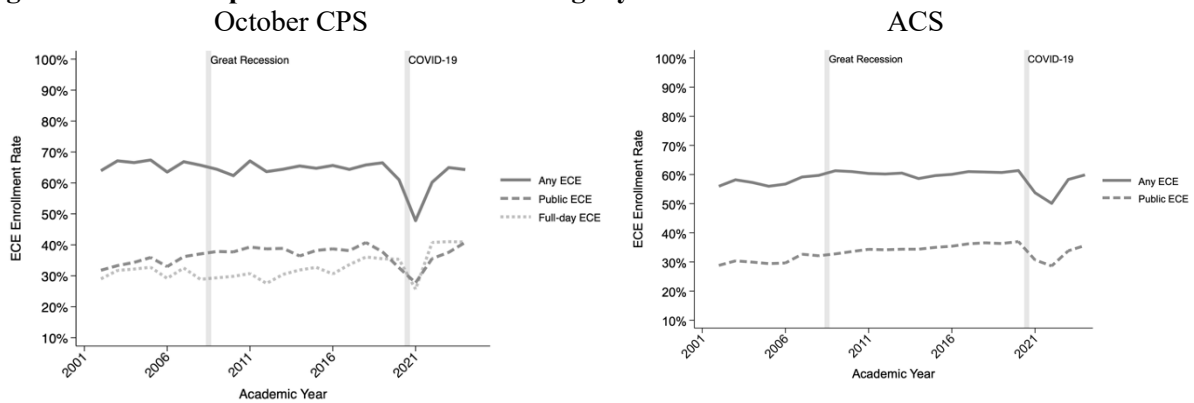 October CPS
100%
90%
80%
70%
60%
50%
40%
30%
20%
10%
ECE Enrollment Rate
Great Recession
COVID-19
2001
2006
2011
2016
2021
Academic Year
Any ECE
Public ECE
Full-day ECE
ACS
100%
90%
80%
70%
60%
50%
40%
30%
20%
10%
ECE Enrollment Rate
Great Recession
COVID-19
2001
2006
2011
2016
2021
Academic Year
Any ECE
Public ECE